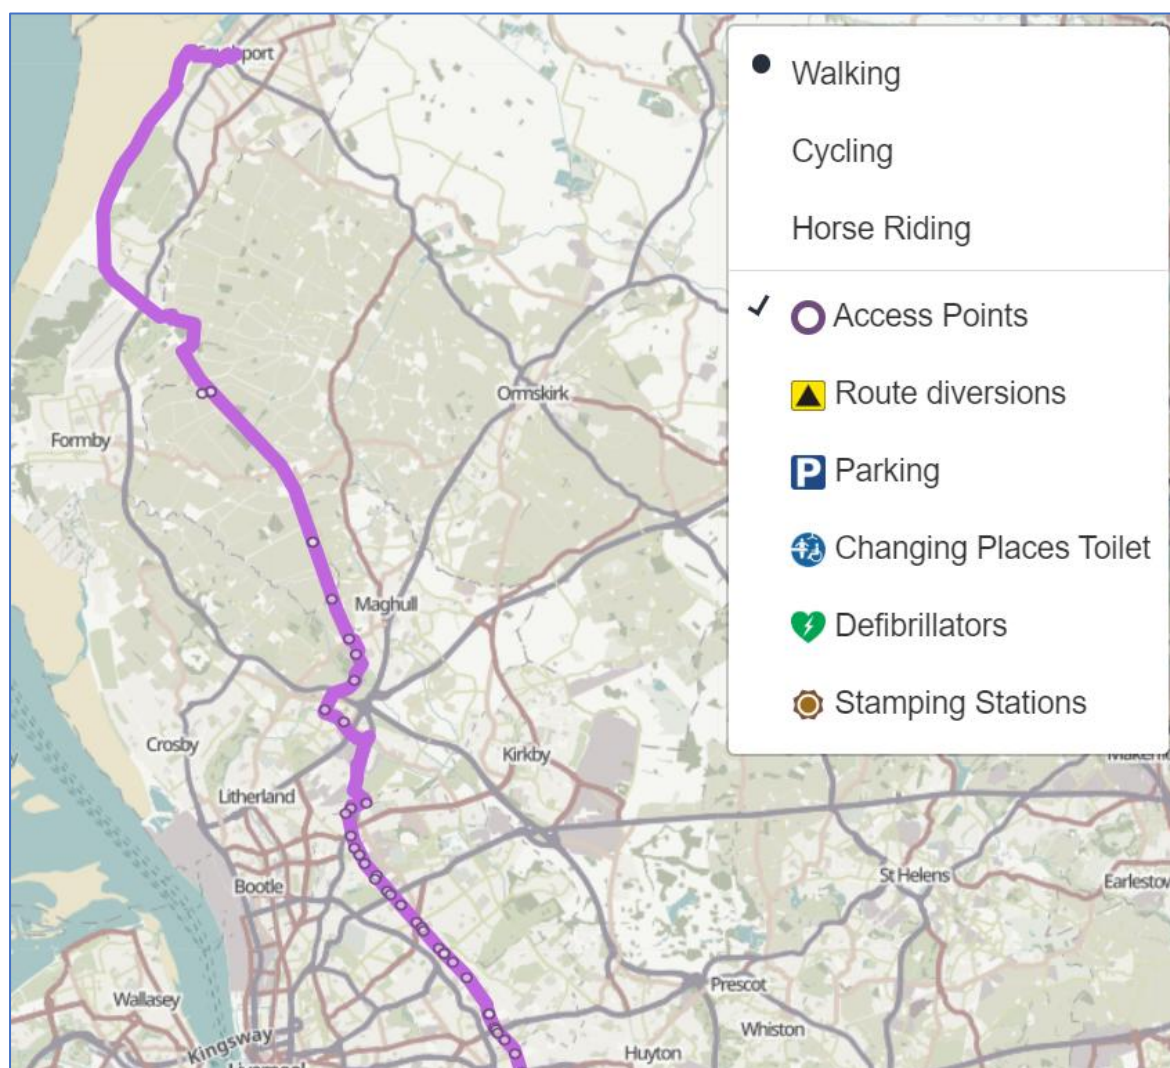 Walking
Cycling
Horse Riding
Access Points
Route diversions
P Parking
Changing Places Toilet
Defibrillators
Stamping Stations
Ormskirk
Formby
Maghull
Crosby
Kirkby
Litherland
Bootle
St Helens
Wallasey
Prescot
Kingsway
Whiston
Huyton